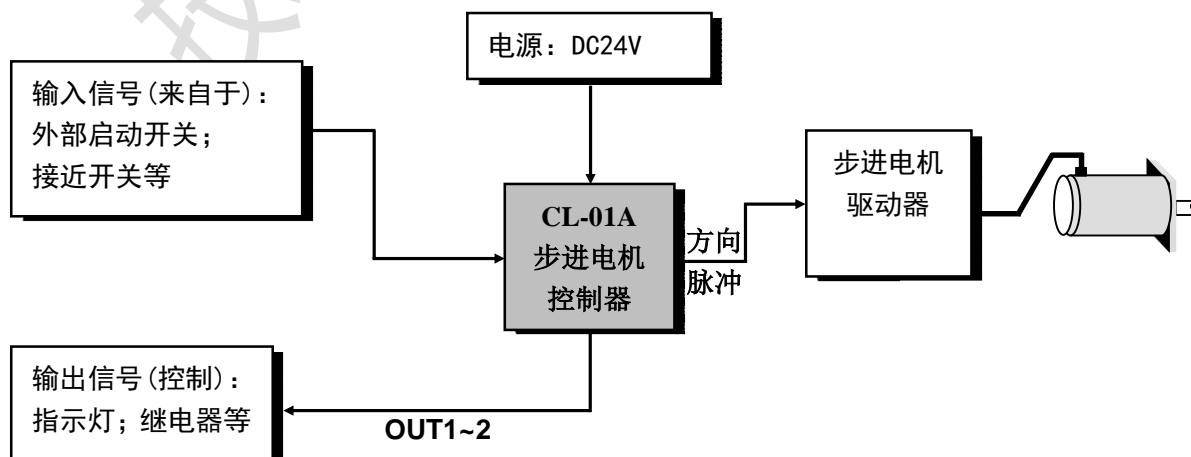 电源：DC24V
输入信号(来自于)：
外部启动开关；
接近开关等
步进电机
驱动器
CL-01A
步进电机
控制器
方向
脉冲
输出信号(控制)：
指示灯；继电器等
OUT1~2